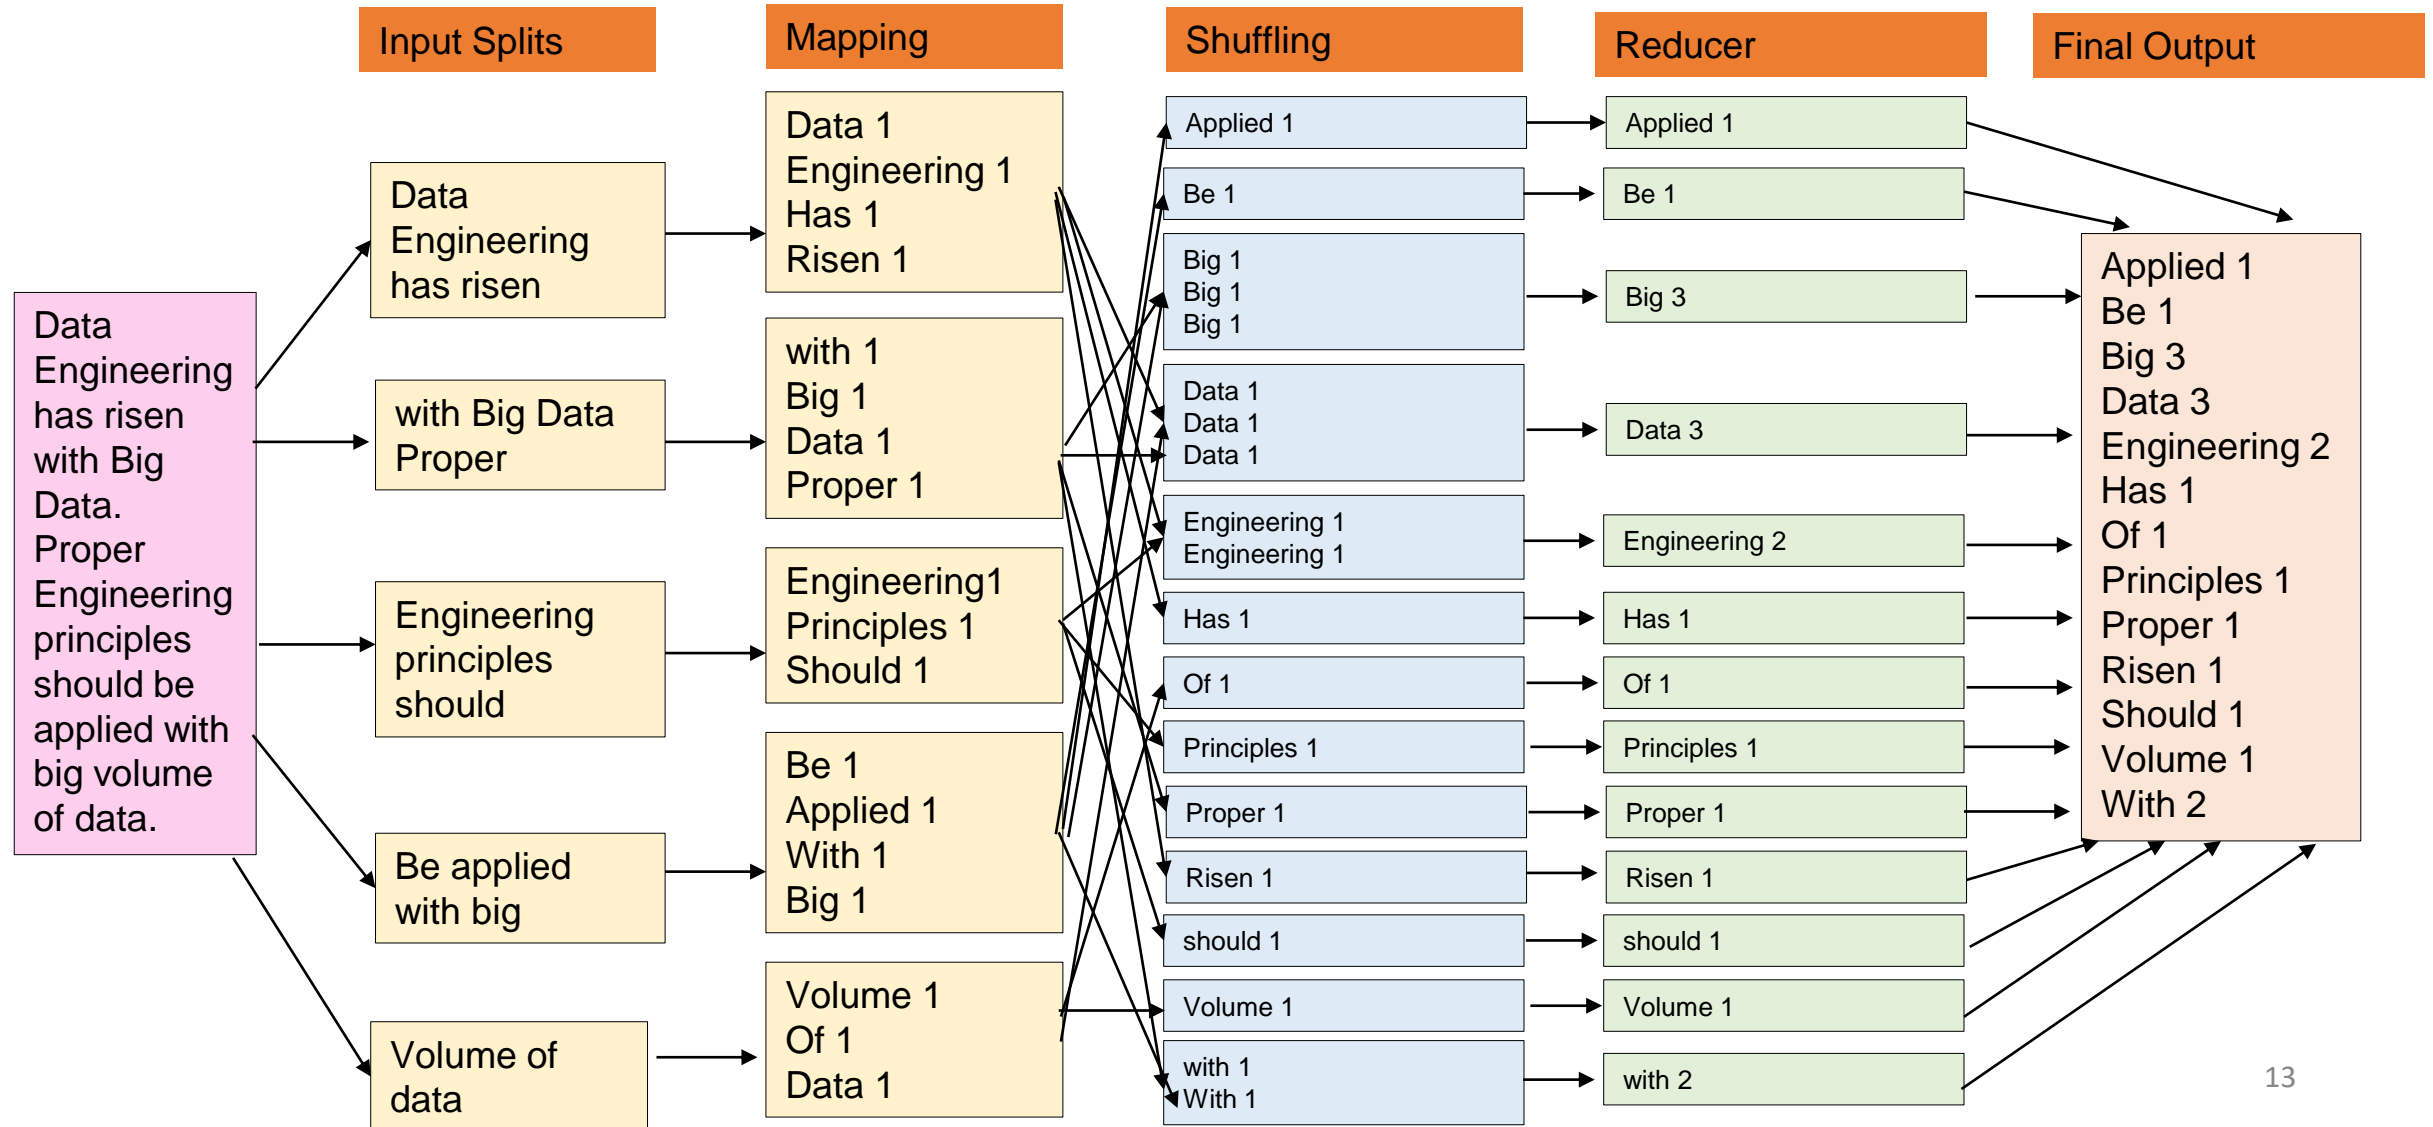 Input Splits
Mapping
Shuffling
Reducer
Final Output
Data
Engineering
has risen
with Big
Data.
Proper
Engineering
principles
should be
applied with
big volume
of data.
Data
Engineering
has risen
with Big Data
Proper
Engineering
principles
should
Be applied
with big
Volume of
data
Data 1
Engineering 1
Has 1
Risen 1
with 1
Big 1
Data 1
Proper 1
Engineering1
Principles 1
Should 1
Be 1
Applied 1
With 1
Big 1
Volume 1
Of 1
Data 1
Applied 1
Be 1
Big 1
Big 1
Big 1
Data 1
Data 1
Data 1
Engineering 1
Engineering 1
Has 1
Of 1
Principles 1
Proper 1
Risen 1
should 1
Volume 1
with 1
With 1
Applied 1
Be 1
Big 3
Data 3
Engineering 2
Has 1
Of 1
Principles 1
Proper 1
Risen 1
should 1
Volume 1
with 2
Applied 1
Be 1
Big 3
Data 3
Engineering 2
Has 1
Of 1
Principles 1
Proper 1
Risen 1
Should 1
Volume 1
With 2
13